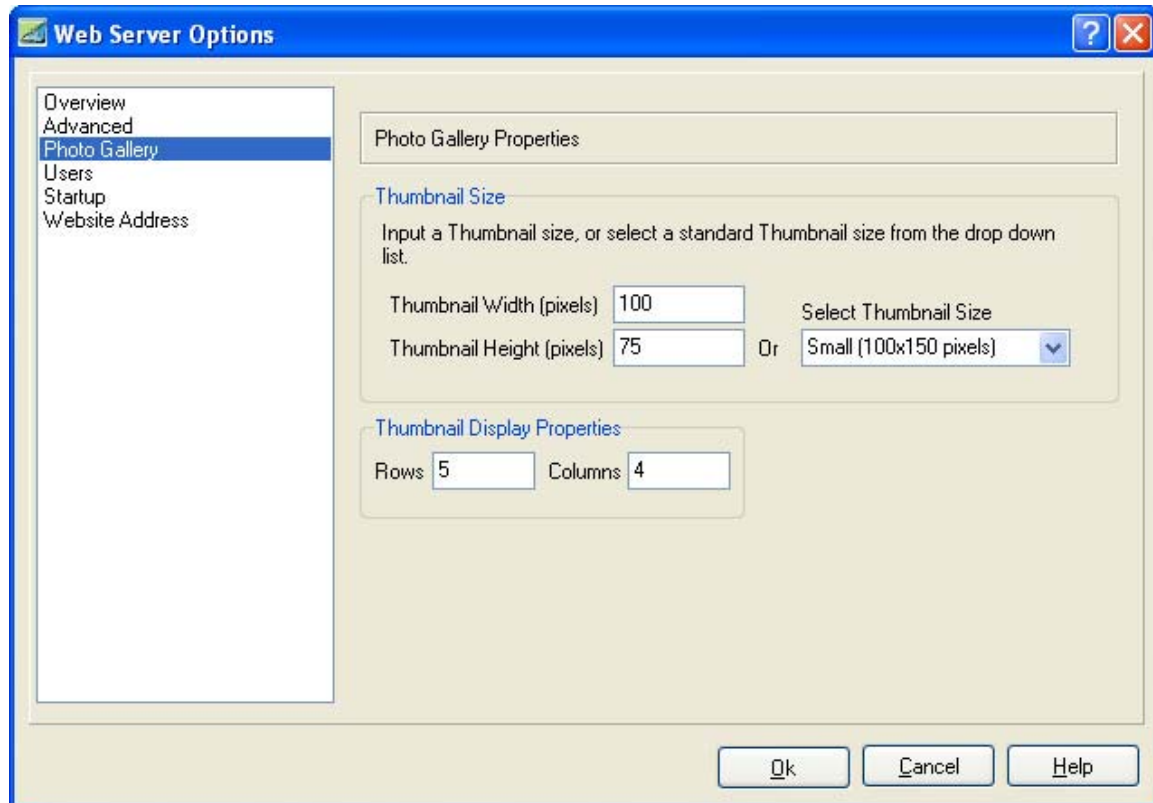 Web Server Options
Overview
Advanced
Photo Gallery
Users
Startup
Website Address
Photo Gallery Properties
Thumbnail Size
Input a Thumbnail size, or select a standard Thumbnail size from the drop down
list.
Thumbnail Width (pixels) 100
Select Thumbnail Size
Thumbnail Height (pixels) 75 Or Small (100x150 pixels)
Thumbnail Display Properties
Rows 5 Columns 4
Ok Cancel Help